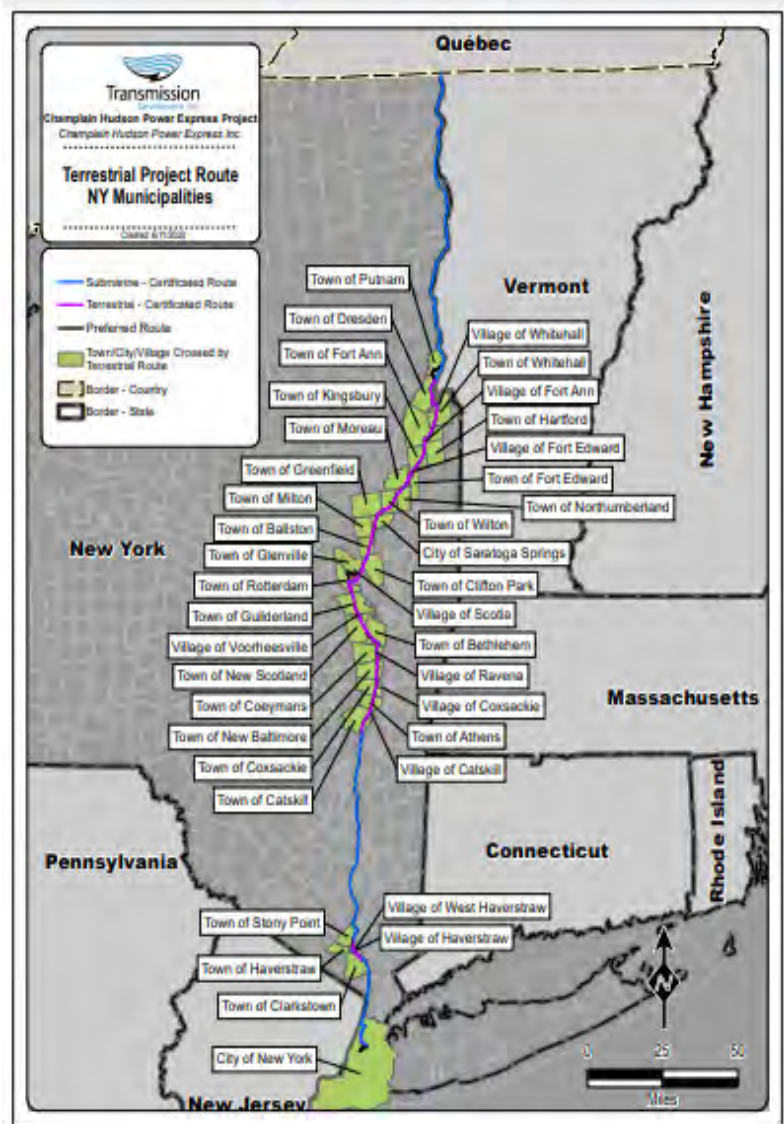 Québec
Transmission
Champlain Hudson Power Express Project
Champlain Hudson Power Express Inc.
Terrestrial Project Route
NY Municipalities
Created
Submarine - Certificated Route
Terrestrial - Certificated Route
Preferred Route
Town/City/Village Crossed by
Terrestrial Route
Border - Country
Border - State
Town of Putnam
Vermont
Town of Dresden
Village of Whitehall
Town of Fort Ann
Town of Whitehall
Village of Fort Ann
Town of Kingsbury
Town of Hartford
Town of Moreau
Village of Fort Edward
New Hampshire
Town of Greenfield
Town of Fort Edward
Town of Milton
Town of Northumberland
Town of Ballston
Town of Wilton
New York
Town of Glenville
City of Saratoga Springs
Town of Rotterdam
Town of Clifton Park
Town of Guilderland
Village of Scotia
Village of Voorheesville
Town of Bethlehem
Town of New Scotland
Village of Ravena
Massachusetts
Town of Coeymans
Village of Coxsackie
Town of New Baltimore
Town of Athens
Town of Coxsackie
Village of Catskill
Town of Catskill
Pennsylvania
Connecticut
Rhode Island
Town of Stony Point
Village of West Haverstraw
Village of Haverstraw
Town of Haverstraw
Town of Clarkstown
N
City of New York
0 25 50
Miles
New Jersey